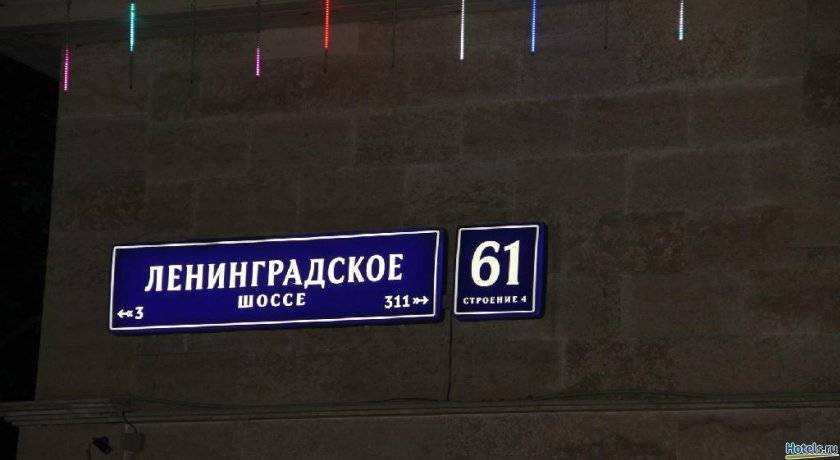 ЛЕНИНГРАДСКОЕ
ШОССЕ
3 311
61
СТРОЕНИЕ 4
Hotels.ru